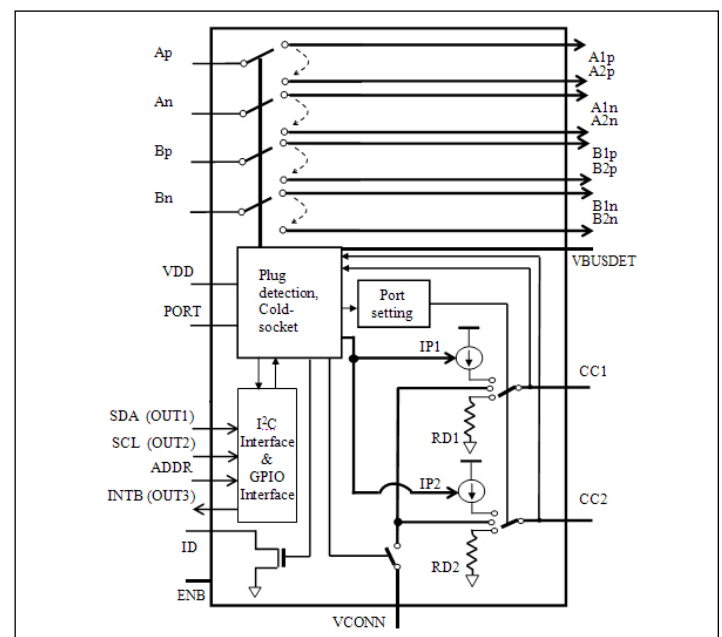 Ap
A1p
A2p
An
A1n
A2n
Bp
B1p
B2p
Bn
B1n
B2n
VBUSDET
VDD
PORT
Plug
detection,
Cold-
socket
Port
setting
IP1
CC1
RD1
SDA (OUT1)
SCL (OUT2)
ADDR
INTB (OUT3)
I²C
Interface
&
GPIO
Interface
IP2
CC2
RD2
ID
ENB
VCONN